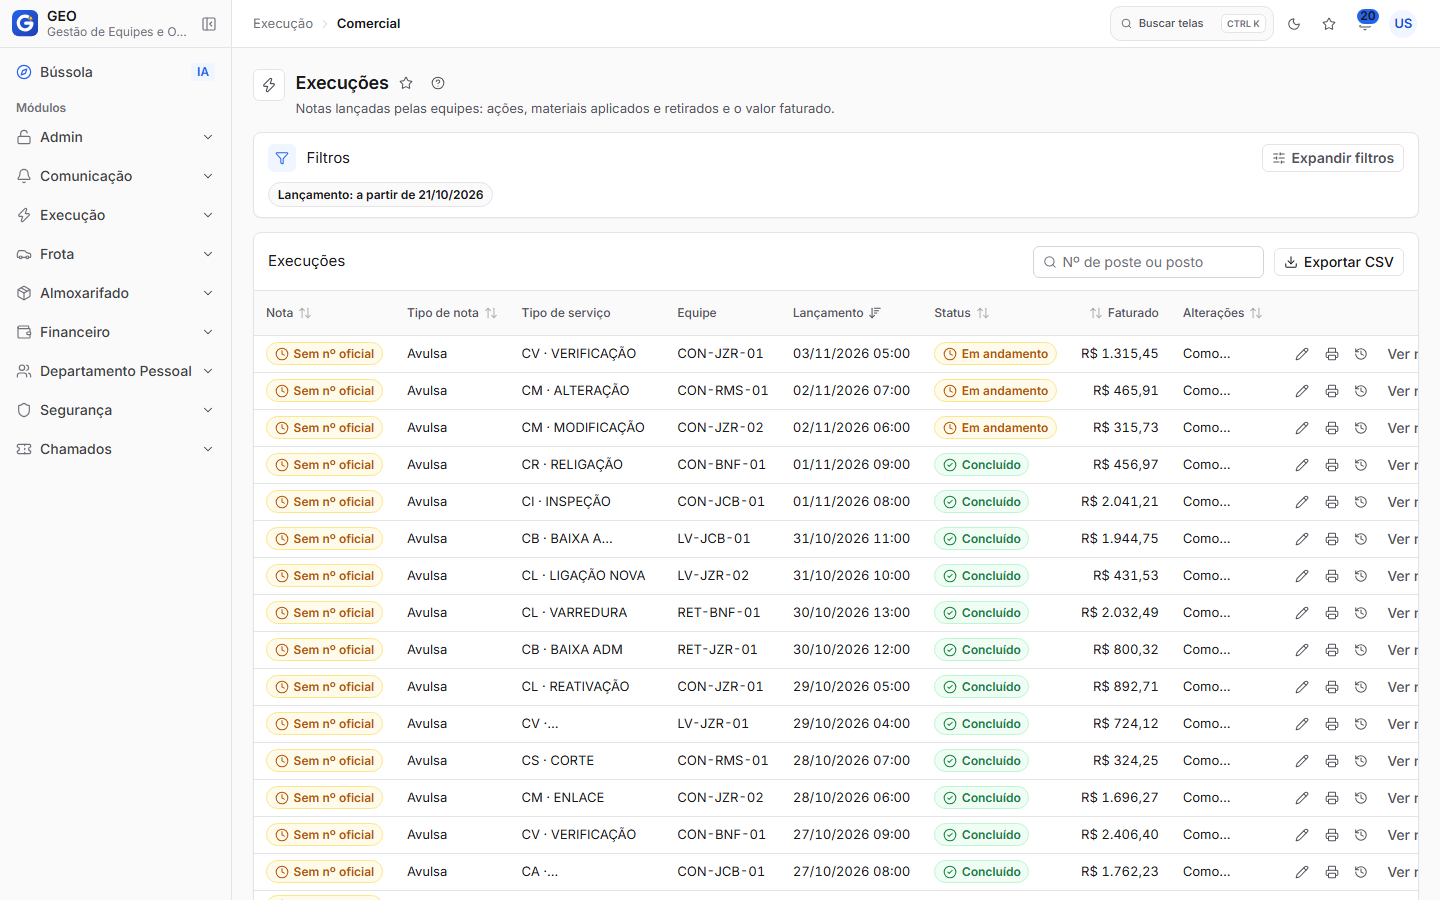 GEO
Gestão de Equipes e O...
Execução
Comercial
Buscar telas
CTRL K
20
US
Bússola
IA
Módulos
Admin
Comunicação
Execução
Frota
Almoxarifado
Financeiro
Departamento Pessoal
Segurança
Chamados
Execuções
Notas lançadas pelas equipes: ações, materiais aplicados e retirados e o valor faturado.
Filtros
Expandir filtros
Lançamento: a partir de 21/10/2026
Execuções
Nº de poste ou posto
Exportar CSV
Nota Tipo de nota Tipo de serviço Equipe Lançamento Status Faturado Alterações
Sem nº oficial Avulsa CV · VERIFICAÇÃO CON-JZR-01 03/11/2026 05:00 Em andamento R$ 1.315,45 Como... Ver r
Sem nº oficial Avulsa CM · ALTERAÇÃO CON-RMS-01 02/11/2026 07:00 Em andamento R$ 465,91 Como... Ver r
Sem nº oficial Avulsa CM · MODIFICAÇÃO CON-JZR-02 02/11/2026 06:00 Em andamento R$ 315,73 Como... Ver r
Sem nº oficial Avulsa CR · RELIGAÇÃO CON-BNF-01 01/11/2026 09:00 Concluído R$ 456,97 Como... Ver r
Sem nº oficial Avulsa CI · INSPEÇÃO CON-JCB-01 01/11/2026 08:00 Concluído R$ 2.041,21 Como... Ver r
Sem nº oficial Avulsa CB · BAIXA A... LV-JCB-01 31/10/2026 11:00 Concluído R$ 1.944,75 Como... Ver r
Sem nº oficial Avulsa CL · LIGAÇÃO NOVA LV-JZR-02 31/10/2026 10:00 Concluído R$ 431,53 Como... Ver r
Sem nº oficial Avulsa CL · VARREDURA RET-BNF-01 30/10/2026 13:00 Concluído R$ 2.032,49 Como... Ver r
Sem nº oficial Avulsa CB · BAIXA ADM RET-JZR-01 30/10/2026 12:00 Concluído R$ 800,32 Como... Ver r
Sem nº oficial Avulsa CL · REATIVAÇÃO CON-JZR-01 29/10/2026 05:00 Concluído R$ 892,71 Como... Ver r
Sem nº oficial Avulsa CV ·... LV-JZR-01 29/10/2026 04:00 Concluído R$ 724,12 Como... Ver r
Sem nº oficial Avulsa CS · CORTE CON-RMS-01 28/10/2026 07:00 Concluído R$ 324,25 Como... Ver r
Sem nº oficial Avulsa CM · ENLACE CON-JZR-02 28/10/2026 06:00 Concluído R$ 1.696,27 Como... Ver r
Sem nº oficial Avulsa CV · VERIFICAÇÃO CON-BNF-01 27/10/2026 09:00 Concluído R$ 2.406,40 Como... Ver r
Sem nº oficial Avulsa CA ·... CON-JCB-01 27/10/2026 08:00 Concluído R$ 1.762,23 Como... Ver r